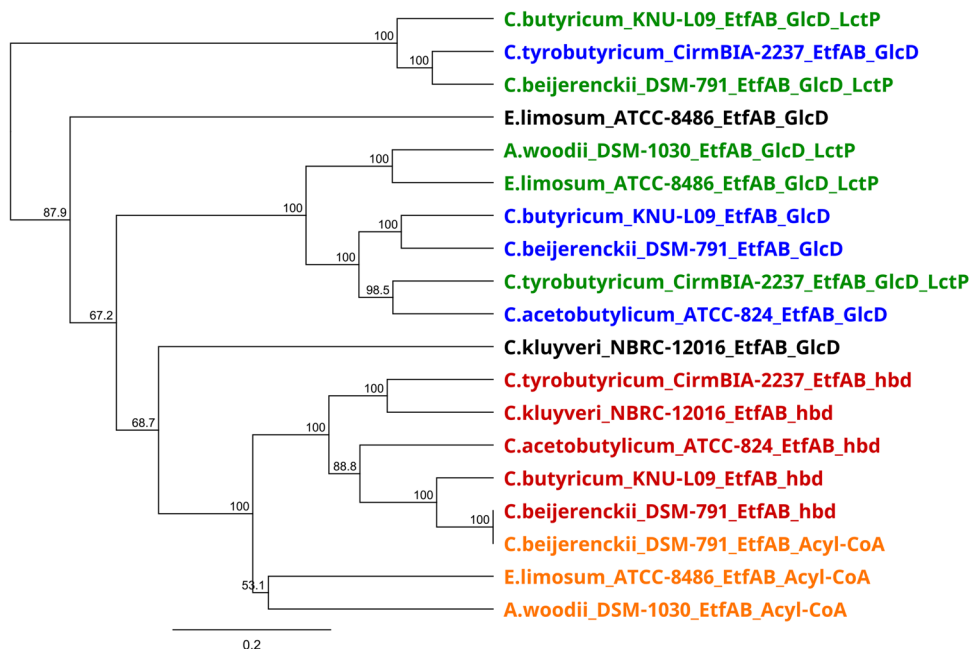 C.butyricum_KNU-L09_EtfAB_GlcD_LctP
100
C.tyrobutyricum_CirmBIA-2237_EtfAB_GlcD
100
C.beijerenckii_DSM-791_EtfAB_GlcD_LctP
E.limosum_ATCC-8486_EtfAB_GlcD
A.woodii_DSM-1030_EtfAB_GlcD_LctP
100
E.limosum_ATCC-8486_EtfAB_GlcD_LctP
87.9
100
C.butyricum_KNU-L09_EtfAB_GlcD
100
C.beijerenckii_DSM-791_EtfAB_GlcD
100
C.tyrobutyricum_CirmBIA-2237_EtfAB_GlcD_LctP
98.5
C.acetobutylicum_ATCC-824_EtfAB_GlcD
67.2
C.kluyveri_NBRC-12016_EtfAB_GlcD
C.tyrobutyricum_CirmBIA-2237_EtfAB_hbd
100
C.kluyveri_NBRC-12016_EtfAB_hbd
68.7
100
C.acetobutylicum_ATCC-824_EtfAB_hbd
88.8
C.butyricum_KNU-L09_EtfAB_hbd
100
100
C.beijerenckii_DSM-791_EtfAB_hbd
100
C.beijerenckii_DSM-791_EtfAB_Acyl-CoA
E.limosum_ATCC-8486_EtfAB_Acyl-CoA
53.1
A.woodii_DSM-1030_EtfAB_Acyl-CoA
0.2